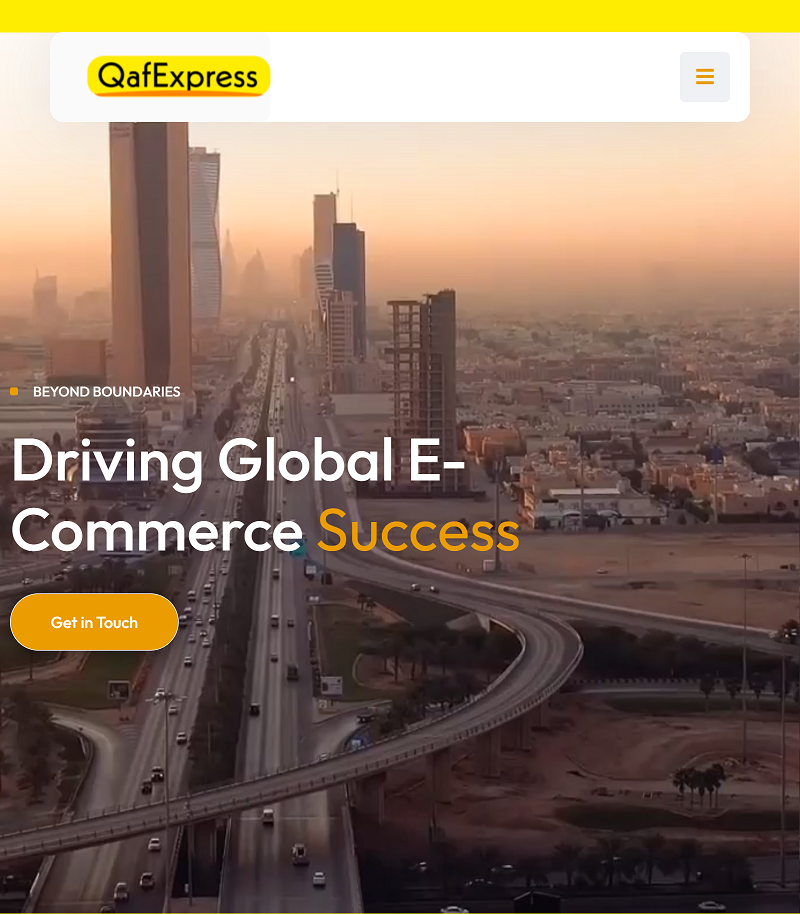 QafExpress
BEYOND BOUNDARIES
Driving Global E-
Commerce Success
Get in Touch